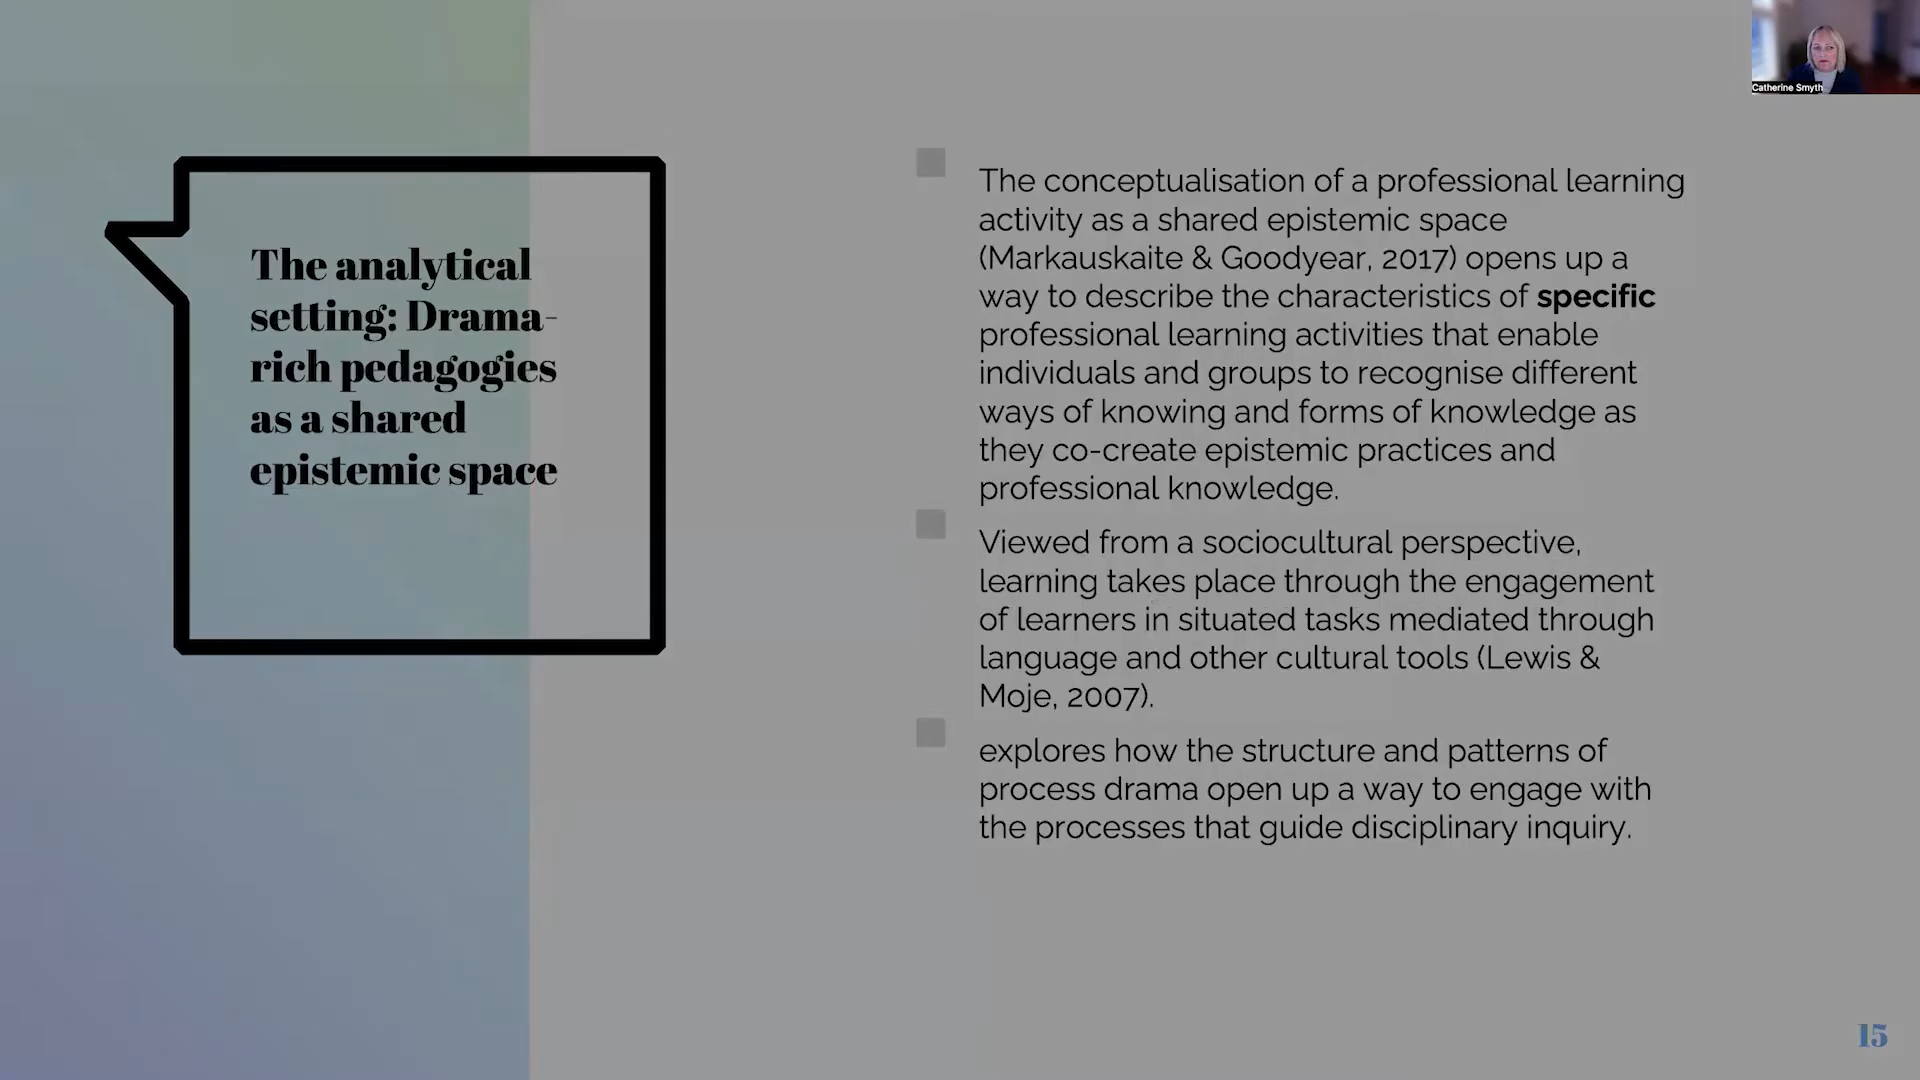 Catherine Smyth
The analytical
setting: Drama-
rich pedagogies
as a shared
epistemic space
The conceptualisation of a professional learning
activity as a shared epistemic space
(Markauskaite & Goodyear, 2017) opens up a
way to describe the characteristics of specific
professional learning activities that enable
individuals and groups to recognise different
ways of knowing and forms of knowledge as
they co-create epistemic practices and
professional knowledge.
Viewed from a sociocultural perspective,
learning takes place through the engagement
of learners in situated tasks mediated through
language and other cultural tools (Lewis &
Moje, 2007).
explores how the structure and patterns of
process drama open up a way to engage with
the processes that guide disciplinary inquiry.
15